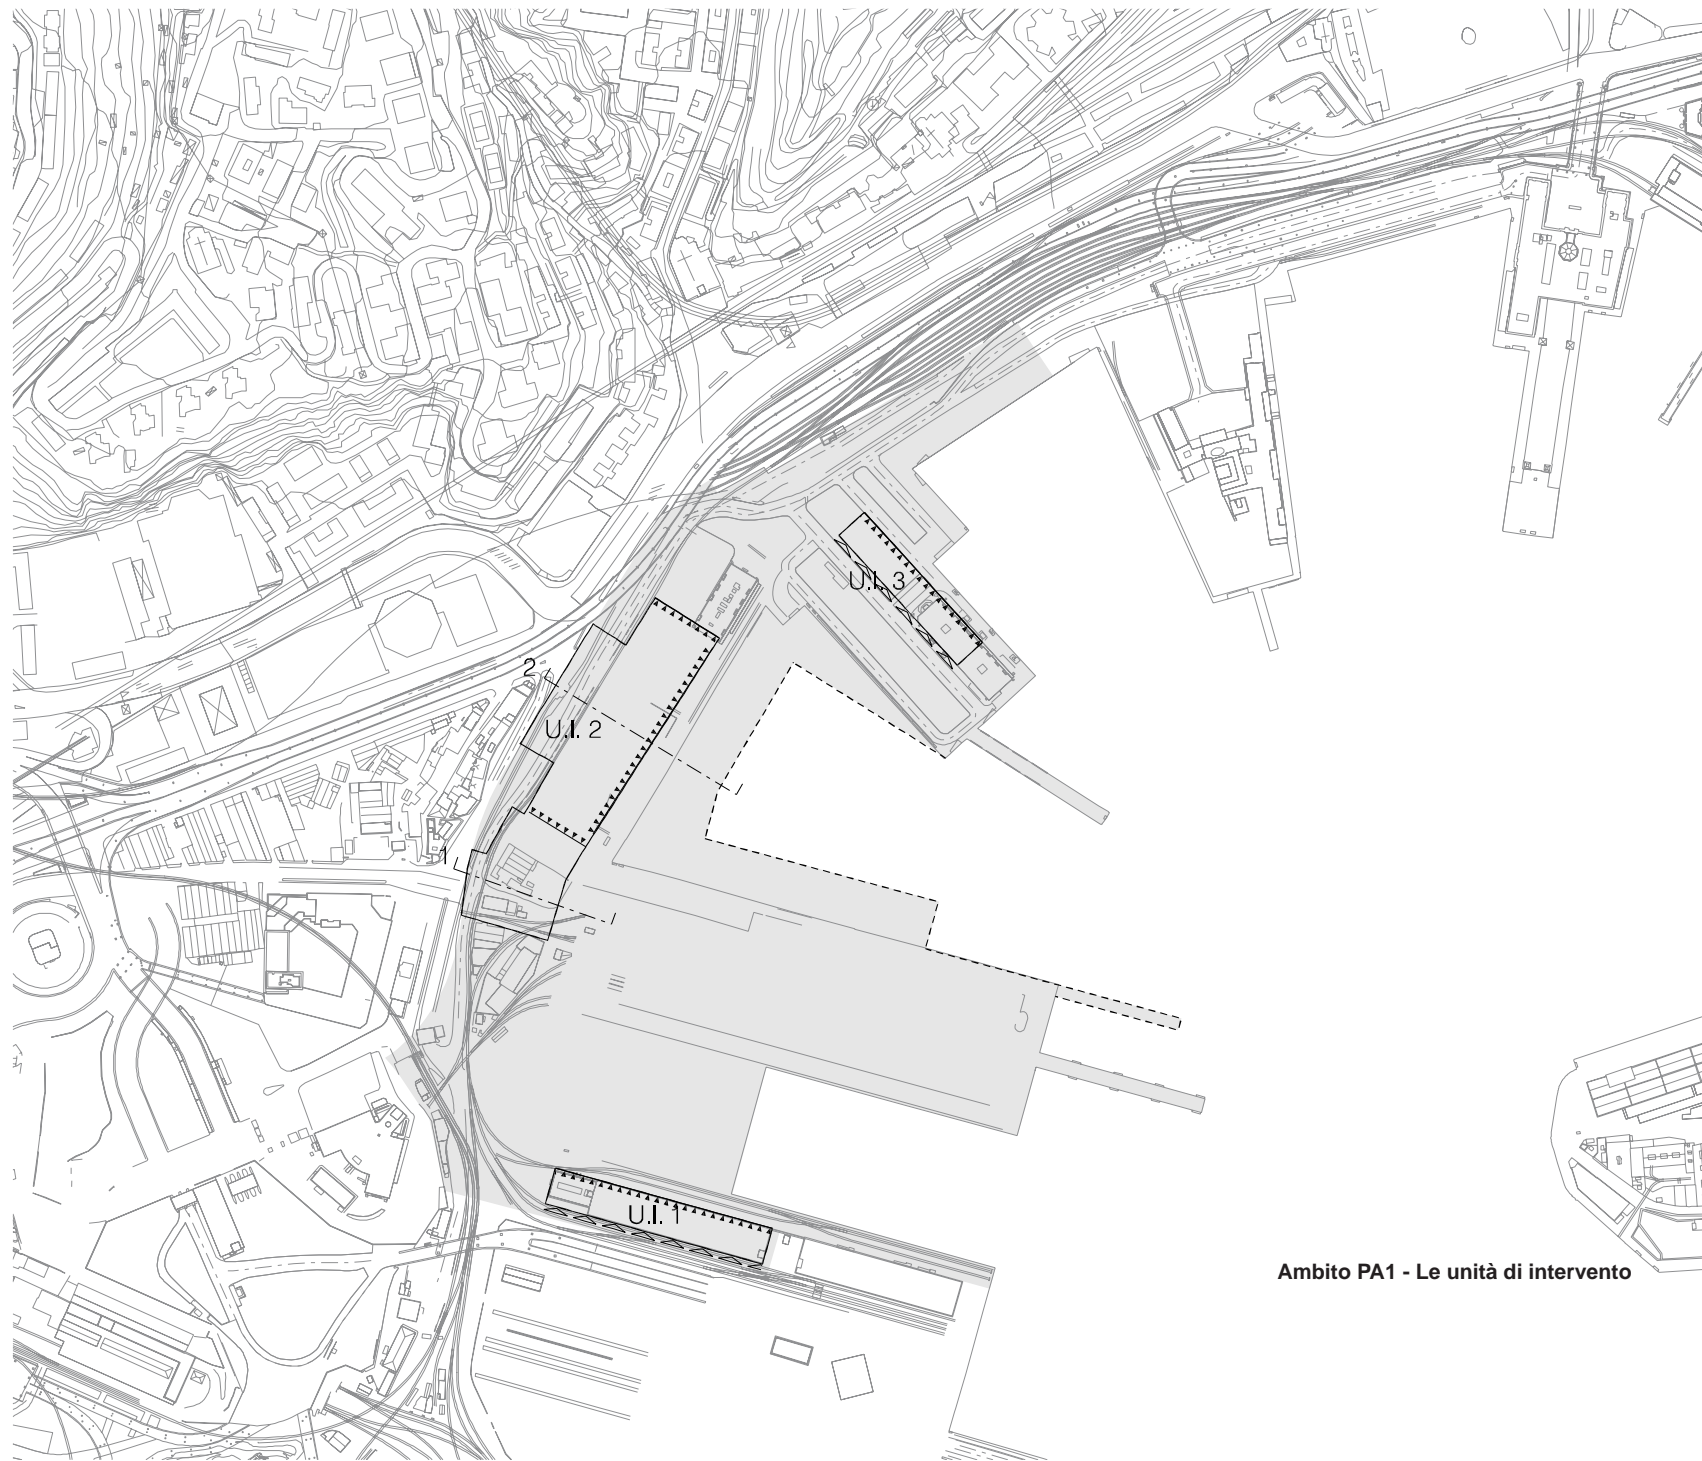 U.I. 3
2
U.I. 2
1
U.I. 1
Ambito PA1 - Le unità di intervento